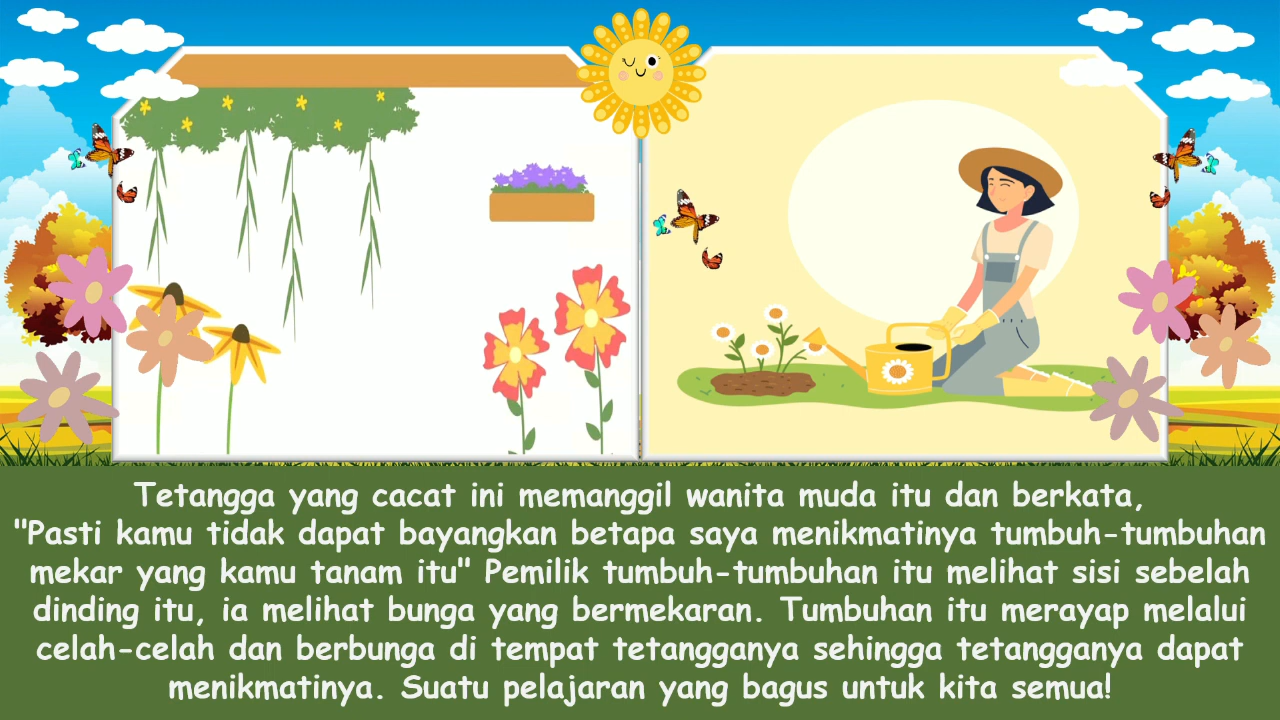 Tetangga yang cacat ini memanggil wanita muda itu dan berkata,
"Pasti kamu tidak dapat bayangkan betapa saya menikmatinya tumbuh-tumbuhan
mekar yang kamu tanam itu" Pemilik tumbuh-tumbuhan itu melihat sisi sebelah
dinding itu, ia melihat bunga yang bermekaran. Tumbuhan itu merayap melalui
celah-celah dan berbunga di tempat tetangganya sehingga tetangganya dapat
menikmatinya. Suatu pelajaran yang bagus untuk kita semua!